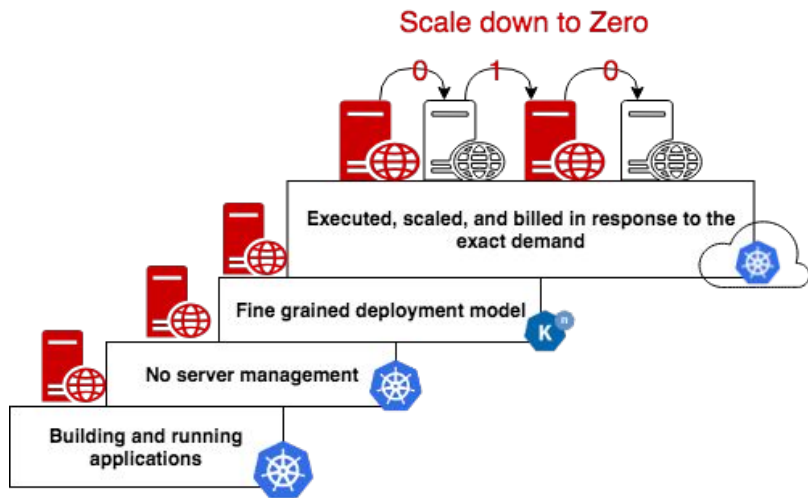 Scale down to Zero
0 1 0
Executed, scaled, and billed in response to the
exact demand
Fine grained deployment model
K n
No server management
Building and running
applications